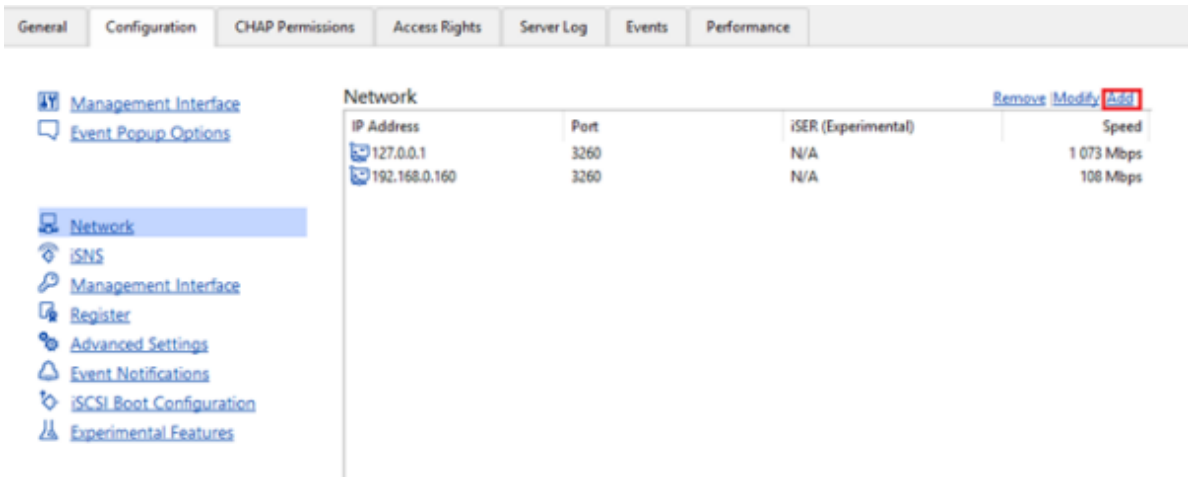 General Configuration CHAP Permissions Access Rights Server Log Events Performance
Management Interface
Event Popup Options
Network
iSNS
Management Interface
Register
Advanced Settings
Event Notifications
iSCSI Boot Configuration
Experimental Features
Network Remove |Modify Add
IP Address Port iSER (Experimental) Speed
127.0.0.1 3260 N/A 1 073 Mbps
192.168.0.160 3260 N/A 108 Mbps